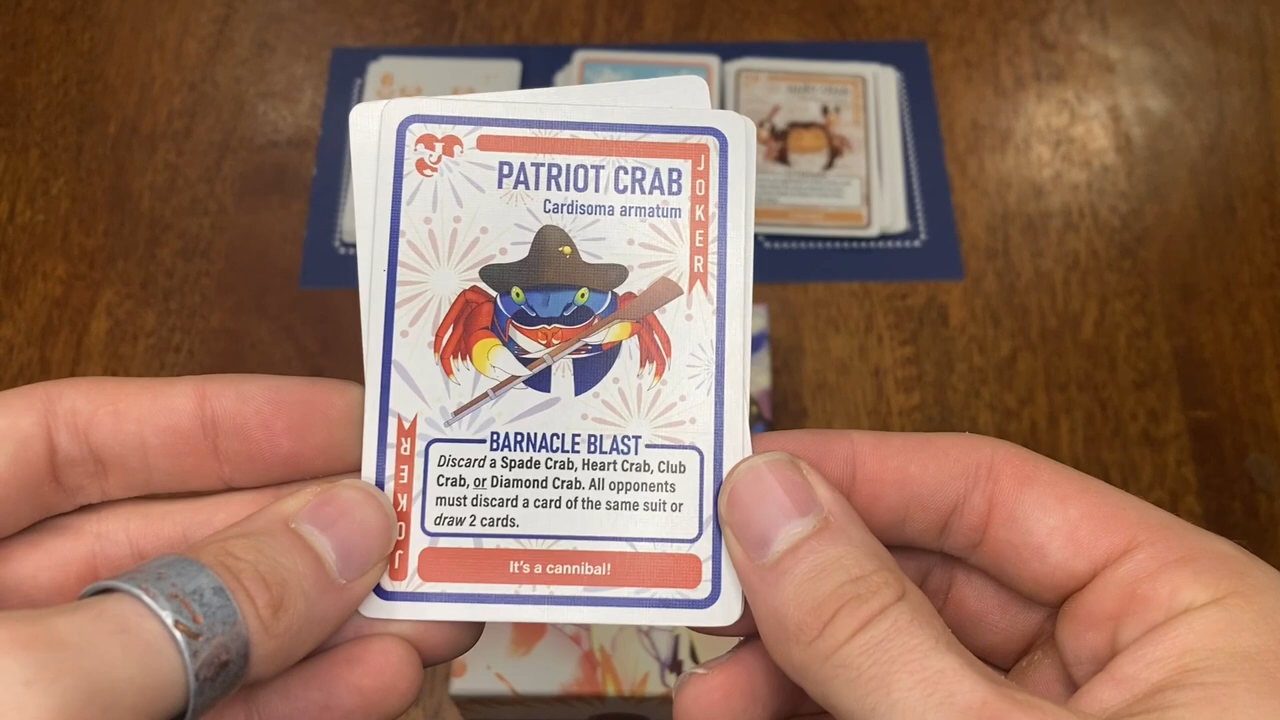 J
PATRIOT CRAB
Cardisoma armatum
JOKER
BARNACLE BLAST
Discard a Spade Crab, Heart Crab, Club
Crab, or Diamond Crab. All opponents
must discard a card of the same suit or
draw 2 cards.
JOKER
It's a cannibal!